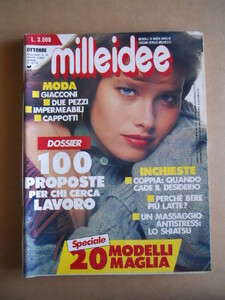 L. 3.000
milleidee
OTTOBRE
MODA
GIACCONI
DUE PEZZI
IMPERMEABILI
CAPPOTTI
DOSSIER
100
PROPOSTE
PER CHI CERCA
LAVORO
INCHIESTE
COPPIA: QUANDO
CADE IL DESIDERIO
PERCHÉ BERE
PIÙ LATTE?
UN MASSAGGIO
ANTISTRESS:
LO SHIATSU
Speciale
20 MODELLI
MAGLIA